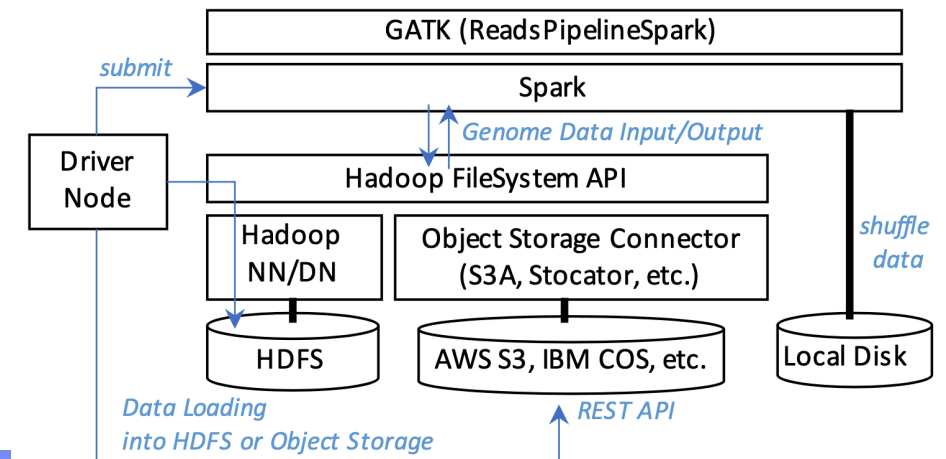 GATK (ReadsPipelineSpark)
submit
Spark
Genome Data Input/Output
Driver
Node
Hadoop FileSystem API
Hadoop
NN/DN
Object Storage Connector
(S3A, Stocator, etc.)
shuffle
data
HDFS
AWS S3, IBM COS, etc.
Local Disk
Data Loading
into HDFS or Object Storage
REST API